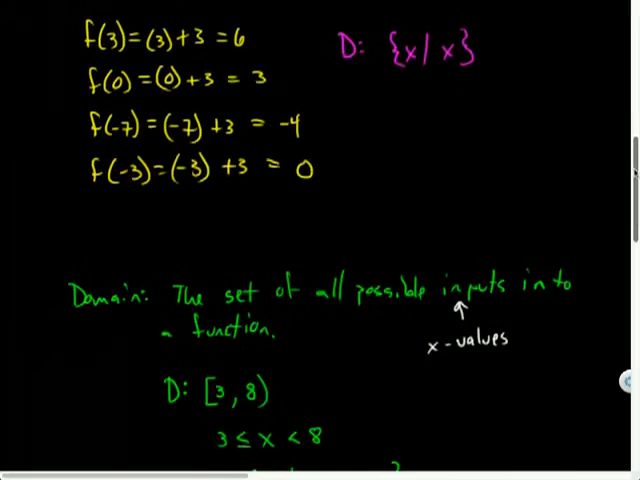 f(3)=(3)+3=6
D: {x/x}
f(0)=(0)+3=3
f(-7)=(-7)+3=-4
f(-3)=(-3)+3=0
Domain: The set of all possible inputs into
a function.
x-values
D: [3,8)
3≤x<8